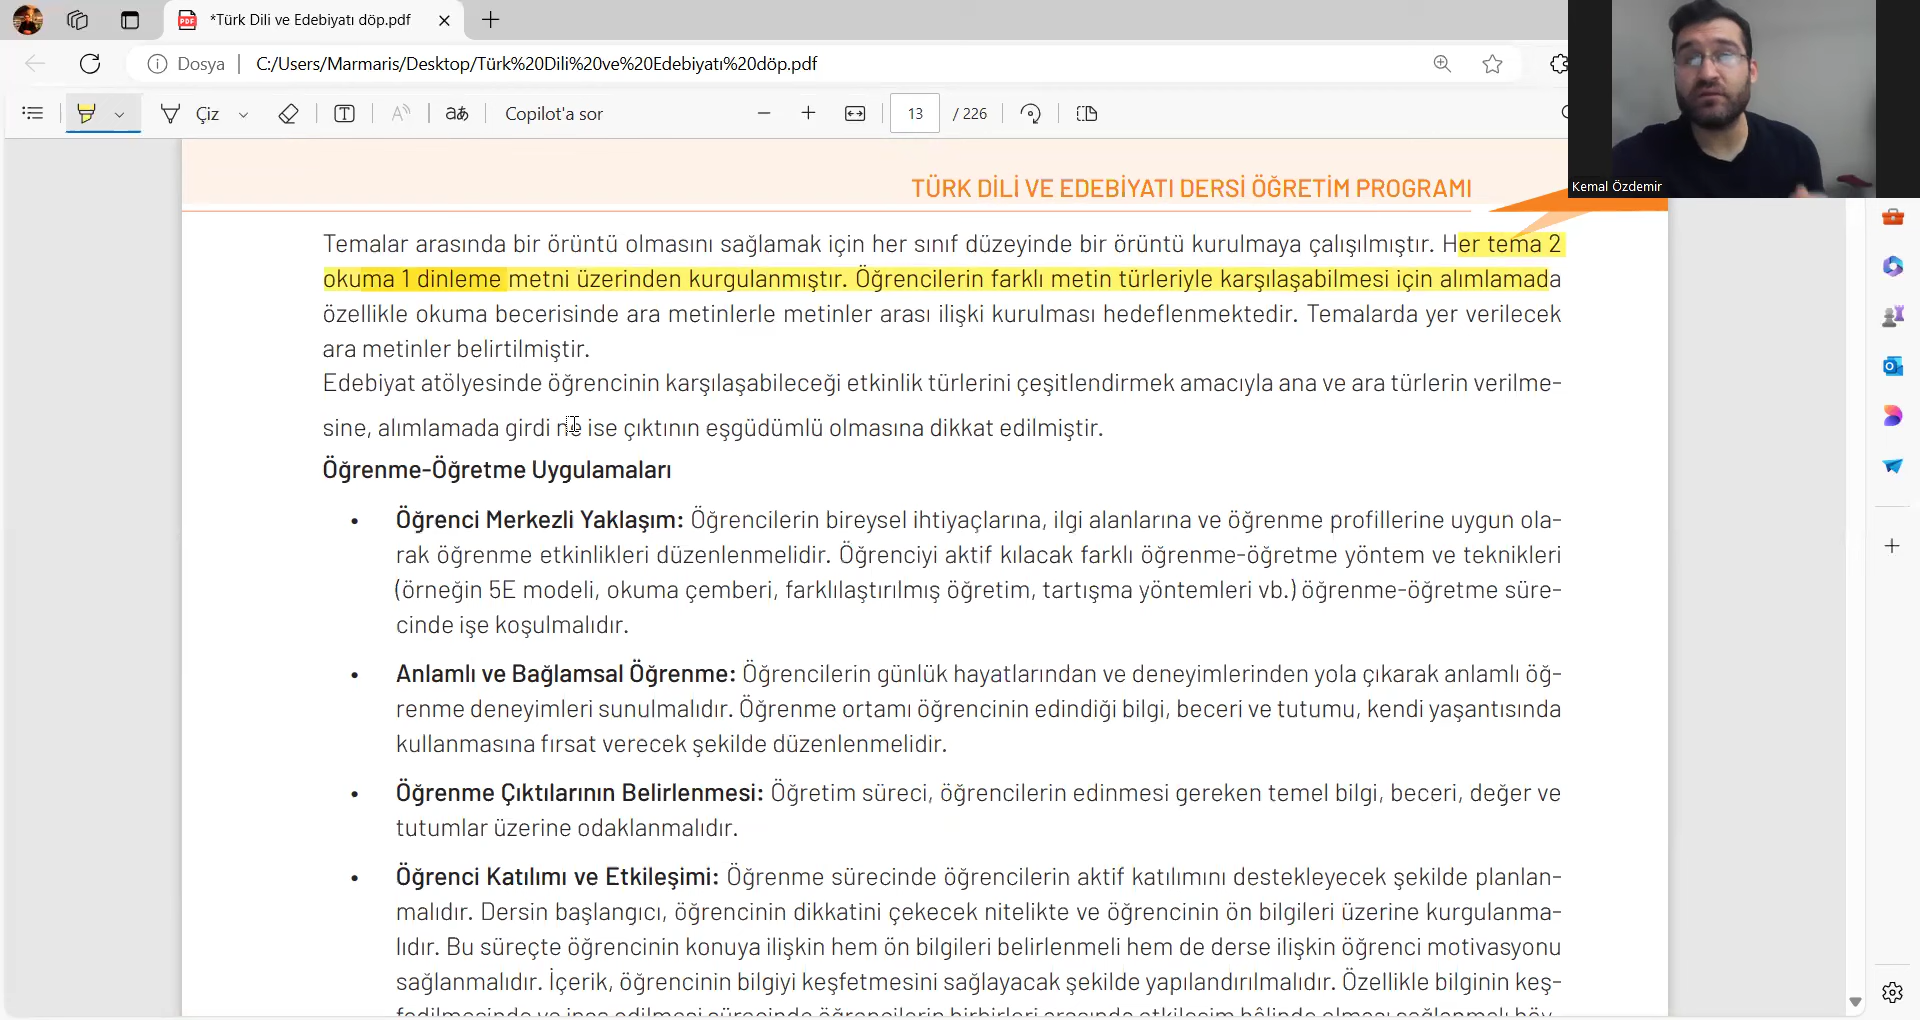 *Türk Dili ve Edebiyatı döp.pdf
Dosya C:/Users/Marmaris/Desktop/Türk%20Dili%20ve%20Edebiyatı%20döp.pdf
Çiz
Copilot'a sor
13 / 226
Kemal Özdemir
TÜRK DİLİ VE EDEBİYATI DERSİ ÖĞRETİM PROGRAMI
Temalar arasında bir örüntü olmasını sağlamak için her sınıf düzeyinde bir örüntü kurulmaya çalışılmıştır. Her tema 2
okuma 1 dinleme metni üzerinden kurgulanmıştır. Öğrencilerin farklı metin türleriyle karşılaşabilmesi için alımlamada
özellikle okuma becerisinde ara metinlerle metinler arası ilişki kurulması hedeflenmektedir. Temalarda yer verilecek
ara metinler belirtilmiştir.
Edebiyat atölyesinde öğrencinin karşılaşabileceği etkinlik türlerini çeşitlendirmek amacıyla ana ve ara türlerin verilme-
sine, alımlamada girdi ne ise çıktının eşgüdümlü olmasına dikkat edilmiştir.
Öğrenme-Öğretme Uygulamaları
• Öğrenci Merkezli Yaklaşım: Öğrencilerin bireysel ihtiyaçlarına, ilgi alanlarına ve öğrenme profillerine uygun ola-
rak öğrenme etkinlikleri düzenlenmelidir. Öğrenciyi aktif kılacak farklı öğrenme-öğretme yöntem ve teknikleri
(örneğin 5E modeli, okuma çemberi, farklılaştırılmış öğretim, tartışma yöntemleri vb.) öğrenme-öğretme süre-
cinde işe koşulmalıdır.
• Anlamlı ve Bağlamsal Öğrenme: Öğrencilerin günlük hayatlarından ve deneyimlerinden yola çıkarak anlamlı öğ-
renme deneyimleri sunulmalıdır. Öğrenme ortamı öğrencinin edindiği bilgi, beceri ve tutumu, kendi yaşantısında
kullanmasına fırsat verecek şekilde düzenlenmelidir.
• Öğrenme Çıktılarının Belirlenmesi: Öğretim süreci, öğrencilerin edinmesi gereken temel bilgi, beceri, değer ve
tutumlar üzerine odaklanmalıdır.
• Öğrenci Katılımı ve Etkileşimi: Öğrenme sürecinde öğrencilerin aktif katılımını destekleyecek şekilde planlan-
malıdır. Dersin başlangıcı, öğrencinin dikkatini çekecek nitelikte ve öğrencinin ön bilgileri üzerine kurgulanma-
lıdır. Bu süreçte öğrencinin konuya ilişkin hem ön bilgileri belirlenmeli hem de derse ilişkin öğrenci motivasyonu
sağlanmalıdır. İçerik, öğrencinin bilgiyi keşfetmesini sağlayacak şekilde yapılandırılmalıdır. Özellikle bilginin keş-